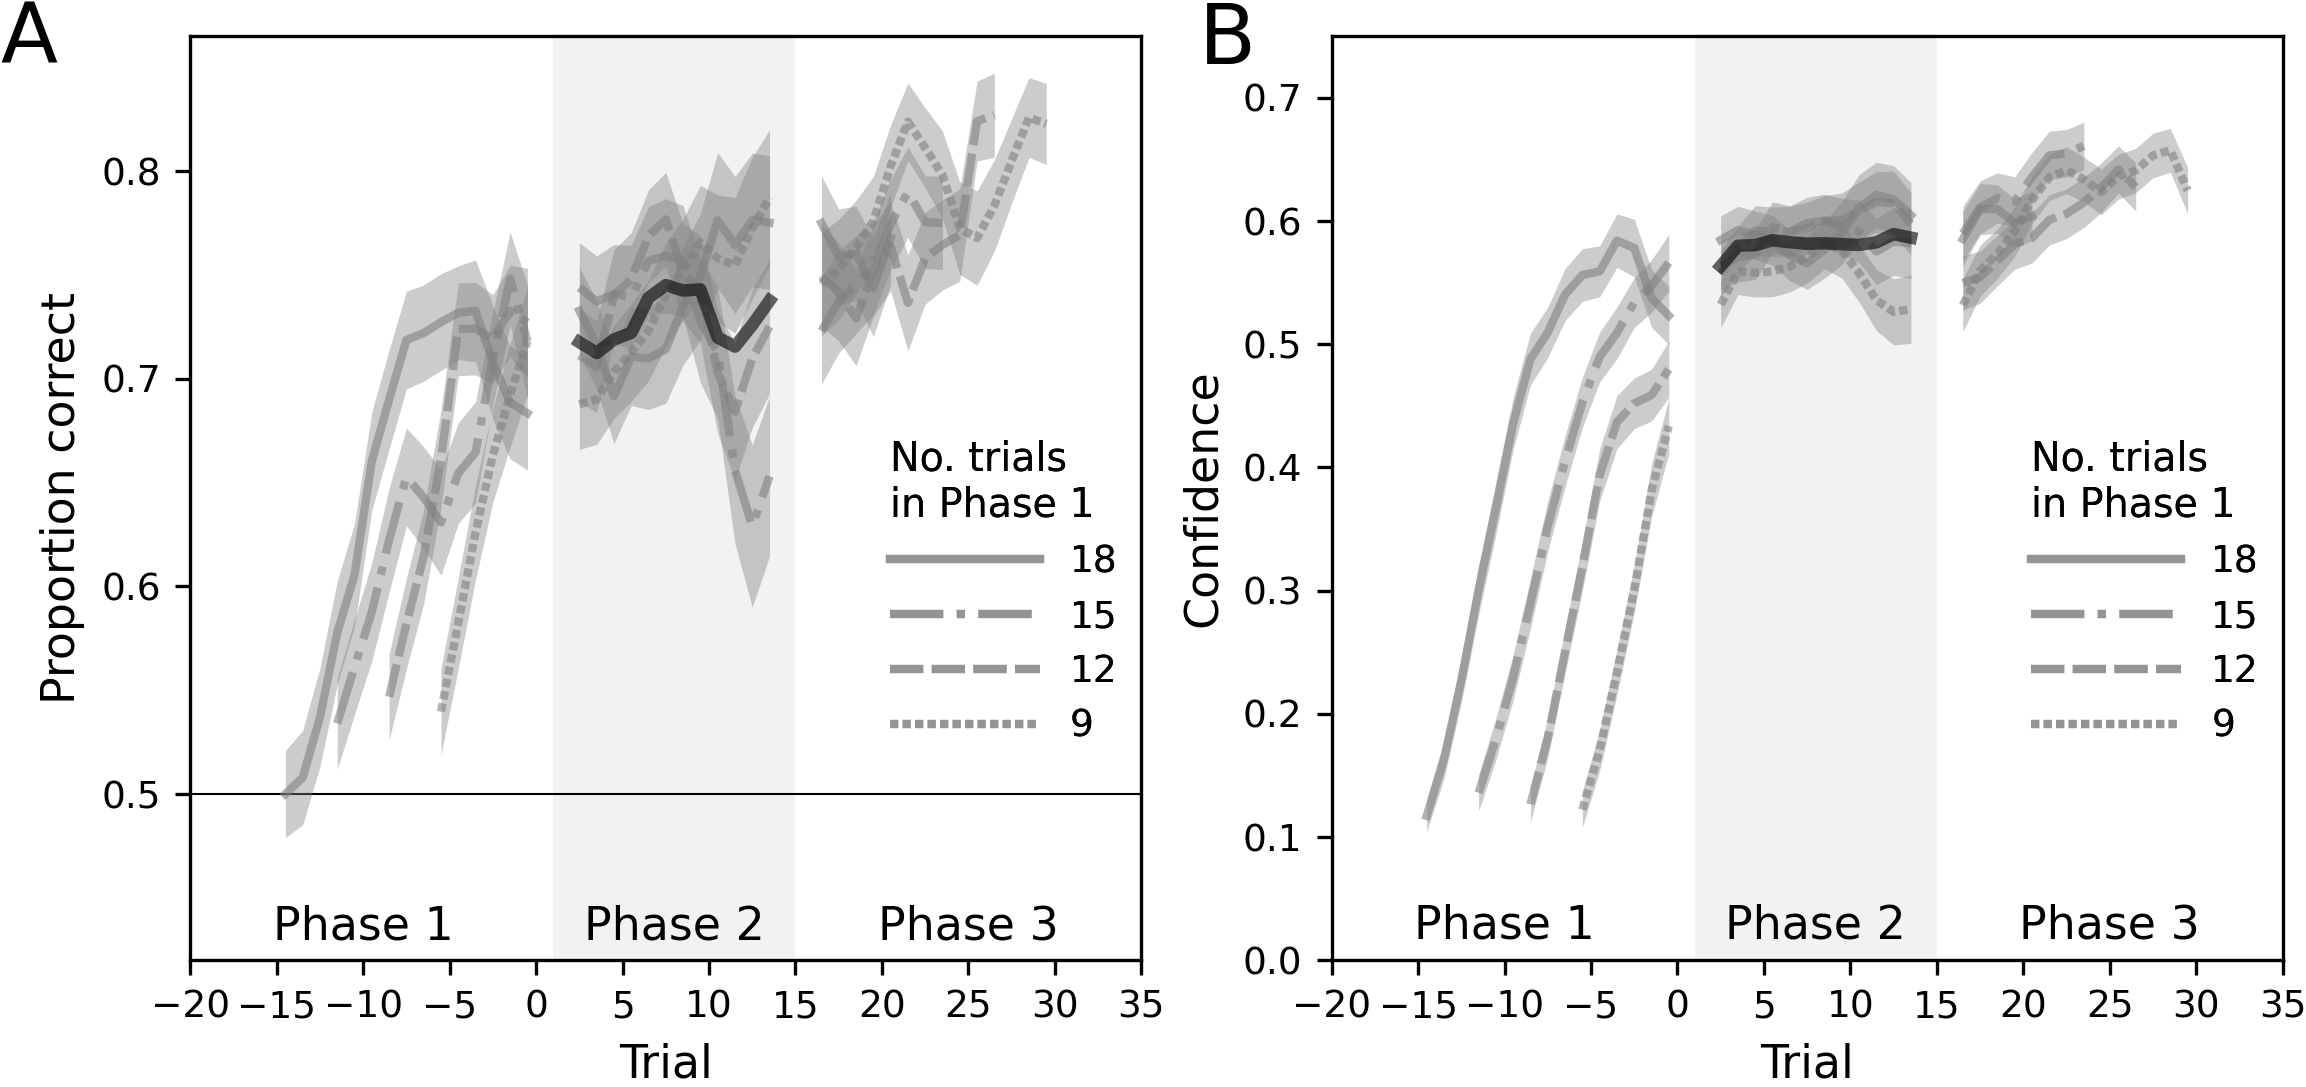 A
Proportion correct
0.8
0.7
0.6
0.5
No. trials
in Phase 1
18
15
12
9
Phase 1 Phase 2 Phase 3
−20 −15 −10 −5 0 5 10 15 20 25 30 35
Trial
B
Confidence
0.7
0.6
0.5
0.4
0.3
0.2
0.1
0.0
No. trials
in Phase 1
18
15
12
9
Phase 1 Phase 2 Phase 3
−20 −15 −10 −5 0 5 10 15 20 25 30 35
Trial